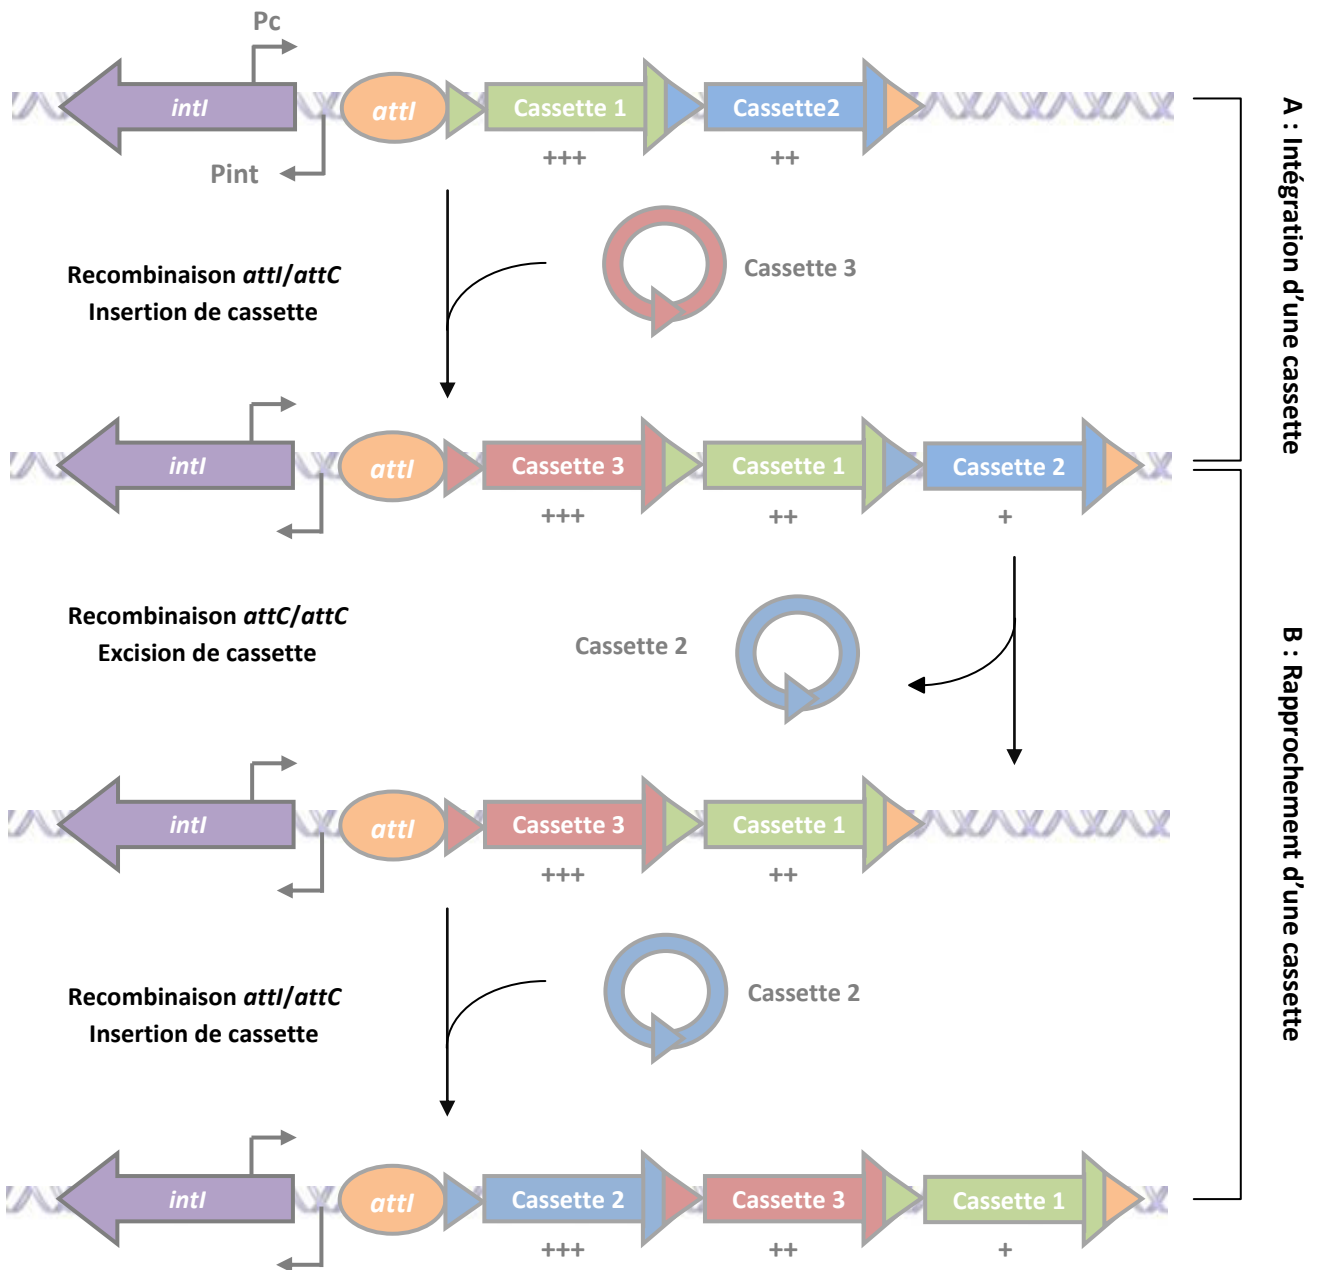 Pc
intI
attI
Cassette 1
Cassette2
+++
++
Pint
Recombinaison attI/attC
Insertion de cassette
Cassette 3
A : Intégration d’une cassette
intI
attI
Cassette 3
Cassette 1
Cassette 2
+++
++
+
Recombinaison attC/attC
Excision de cassette
Cassette 2
B : Rapprochement d’une cassette
intI
attI
Cassette 3
Cassette 1
+++
++
Recombinaison attI/attC
Insertion de cassette
Cassette 2
intI
attI
Cassette 2
Cassette 3
Cassette 1
+++
++
+